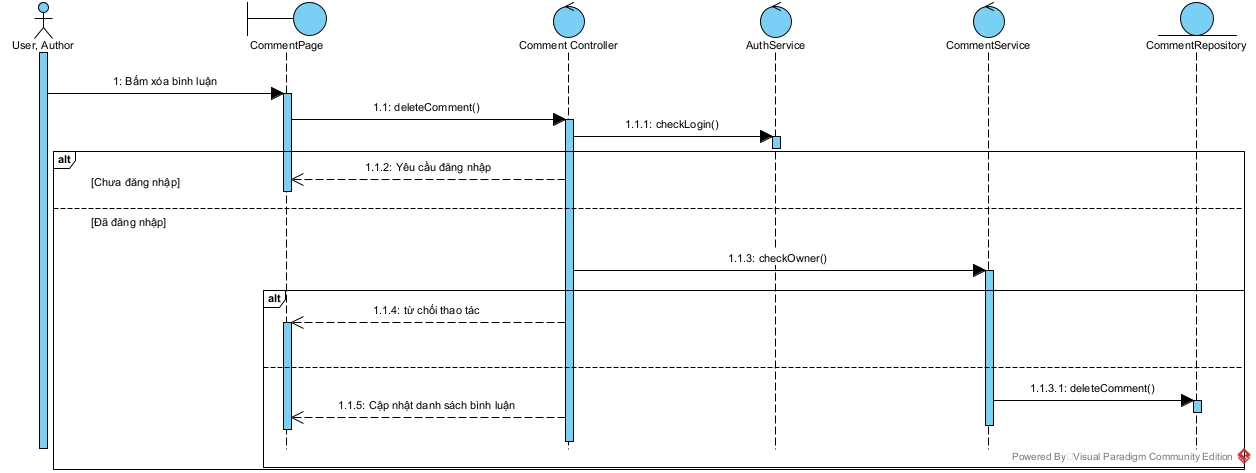 User, Author
CommentPage
Comment Controller
AuthService
CommentService
CommentRepository
1: Bấm xóa bình luận
1.1: deleteComment()
1.1.1: checkLogin()
alt
1.1.2: Yêu cầu đăng nhập
[Chưa đăng nhập]
[Đã đăng nhập]
1.1.3: checkOwner()
alt
1.1.4: từ chối thao tác
1.1.3.1: deleteComment()
1.1.5: Cập nhật danh sách bình luận
Powered By Visual Paradigm Community Edition